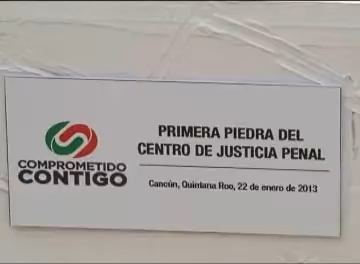 COMPROMETIDO
CONTIGO
PRIMERA PIEDRA DEL
CENTRO DE JUSTICIA PENAL
Cancún, Quintana Roo, 22 de enero de 2013